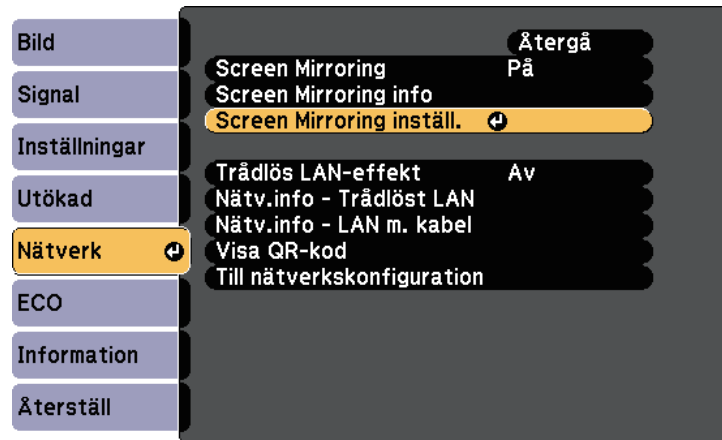 Bild
Signal
Inställningar
Utökad
Nätverk
ECO
Information
Återställ
Återgå
Screen Mirroring På
Screen Mirroring info
Screen Mirroring inställ.
Trådlös LAN-effekt Av
Nätv.info - Trådlöst LAN
Nätv.info - LAN m. kabel
Visa QR-kod
Till nätverkskonfiguration